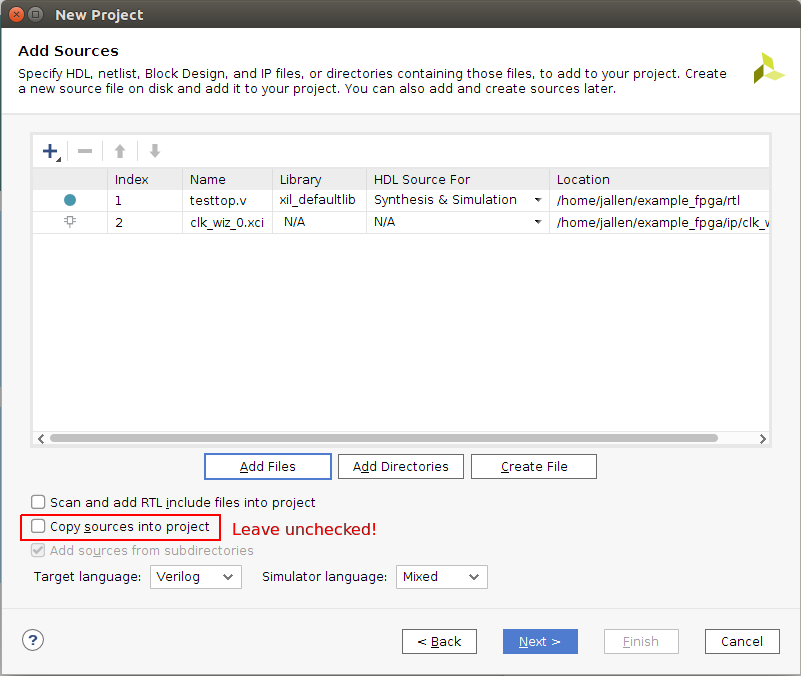 New Project
Add Sources
Specify HDL, netlist, Block Design, and IP files, or directories containing those files, to add to your project. Create
a new source file on disk and add it to your project. You can also add and create sources later.
Index Name Library HDL Source For Location
1 testtop.v xil_defaultlib Synthesis & Simulation /home/jallen/example_fpga/rtl
2 clk_wiz_0.xci N/A N/A /home/jallen/example_fpga/ip/clk_w
Add Files Add Directories Create File
Scan and add RTL include files into project
Copy sources into project Leave unchecked!
Add sources from subdirectories
Target language: Verilog Simulator language: Mixed
? < Back Next > Finish Cancel